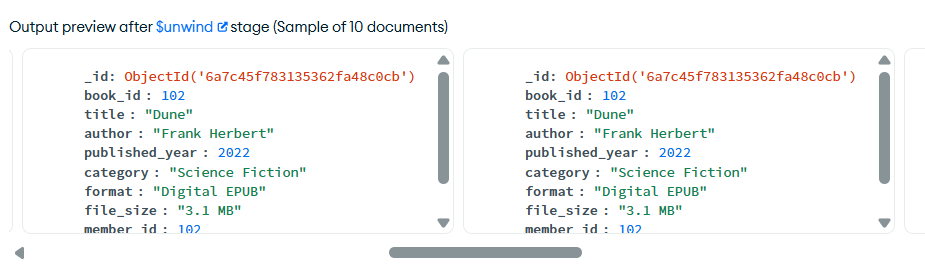 Output preview after $unwind stage (Sample of 10 documents)
_id: ObjectId('6a7c45f783135362fa48c0cb')
book_id : 102
title : "Dune"
author : "Frank Herbert"
published_year : 2022
category : "Science Fiction"
format : "Digital EPUB"
file_size : "3.1 MB"
member_id : 102
_id: ObjectId('6a7c45f783135362fa48c0cb')
book_id : 102
title : "Dune"
author : "Frank Herbert"
published_year : 2022
category : "Science Fiction"
format : "Digital EPUB"
file_size : "3.1 MB"
member_id : 102